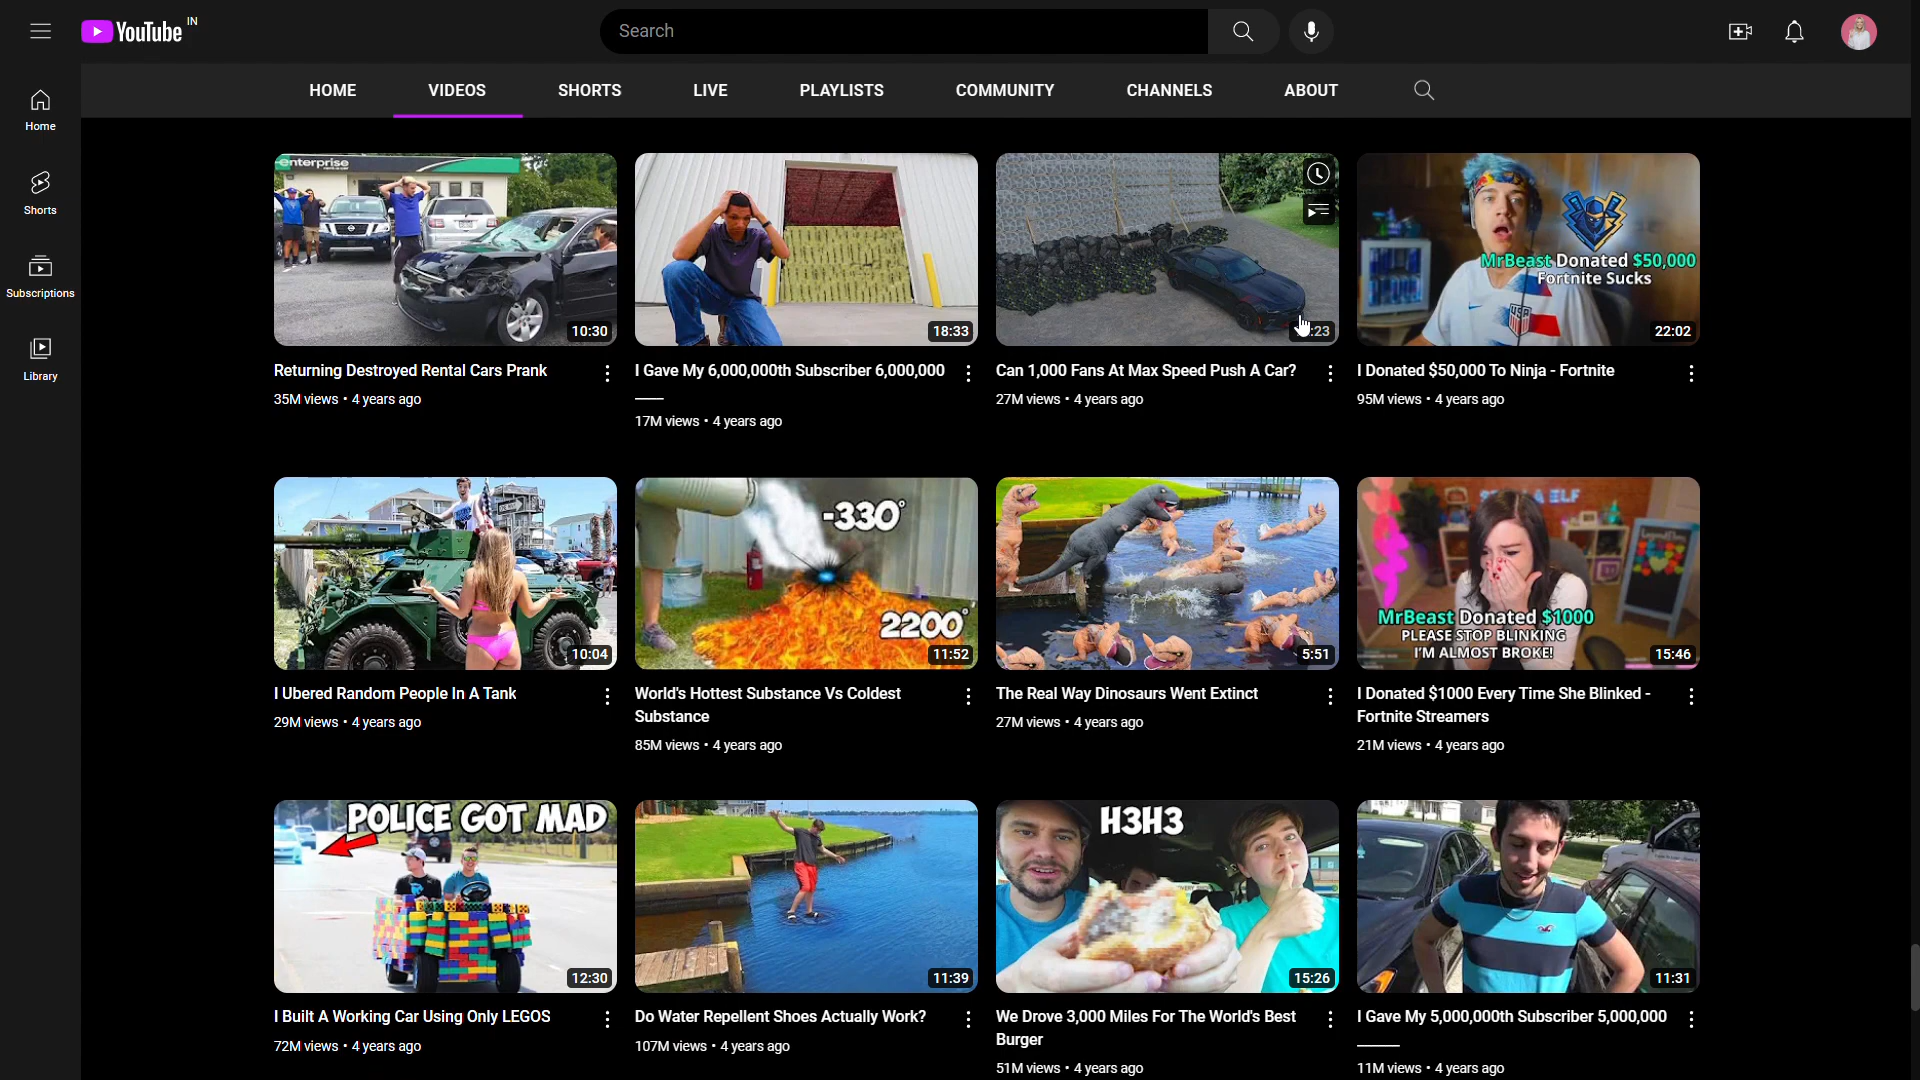 YouTube IN
Search
HOME VIDEOS SHORTS LIVE PLAYLISTS COMMUNITY CHANNELS ABOUT
Home
Shorts
Subscriptions
Library
enterprise
10:30
18:33
:23
MrBeast Donated $50,000
Fortnite Sucks
22:02
Returning Destroyed Rental Cars Prank
35M views • 4 years ago
I Gave My 6,000,000th Subscriber 6,000,000
17M views • 4 years ago
Can 1,000 Fans At Max Speed Push A Car?
27M views • 4 years ago
I Donated $50,000 To Ninja - Fortnite
95M views • 4 years ago
10:04
-330°
2200°
11:52
5:51
MrBeast Donated $1000
PLEASE STOP BLINKING
I'M ALMOST BROKE!
15:46
I Ubered Random People In A Tank
29M views • 4 years ago
World's Hottest Substance Vs Coldest
Substance
85M views • 4 years ago
The Real Way Dinosaurs Went Extinct
27M views • 4 years ago
I Donated $1000 Every Time She Blinked -
Fortnite Streamers
21M views • 4 years ago
POLICE GOT MAD
12:30
11:39
H3H3
15:26
11:31
I Built A Working Car Using Only LEGOS
72M views • 4 years ago
Do Water Repellent Shoes Actually Work?
107M views • 4 years ago
We Drove 3,000 Miles For The World's Best
Burger
51M views • 4 years ago
I Gave My 5,000,000th Subscriber 5,000,000
11M views • 4 years ago